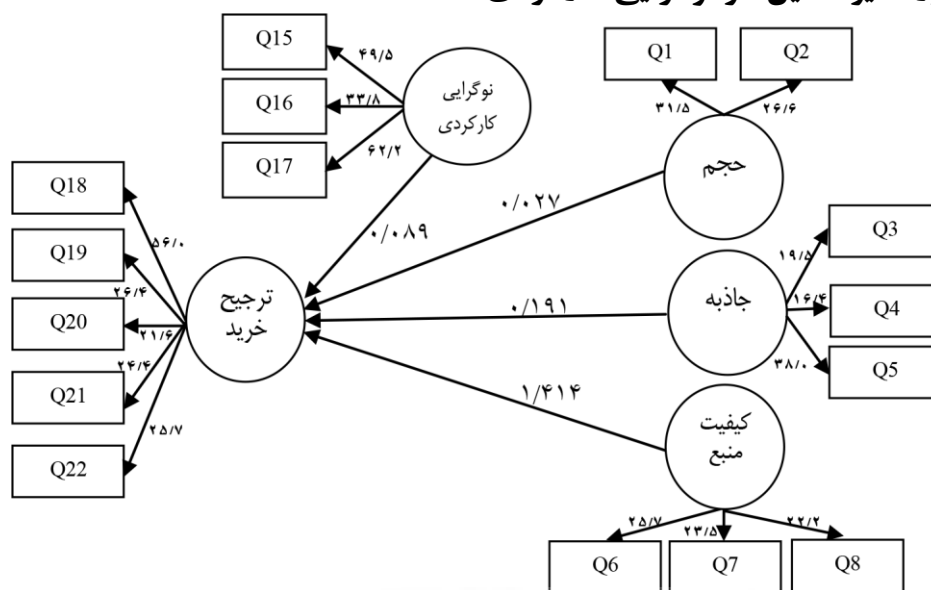 Q15
Q16
Q17
۴۹/۵
۳۳/۸
۶۲/۲
نوگرایی
کارکردی
Q1
Q2
۳۱/۵
۲۶/۶
حجم
Q18
Q19
Q20
Q21
Q22
۵۶/۰
۲۶/۴
۲۱/۶
۲۴/۴
۲۵/۷
ترجیح
خرید
۰/۰۸۹
۰/۰۲۷
۰/۱۹۱
۱/۴۱۴
جاذبه
Q3
Q4
Q5
۱۹/۵
۱۶/۴
۳۸/۰
کیفیت
منبع
۲۵/۷
۲۳/۵
۲۲/۲
Q6
Q7
Q8